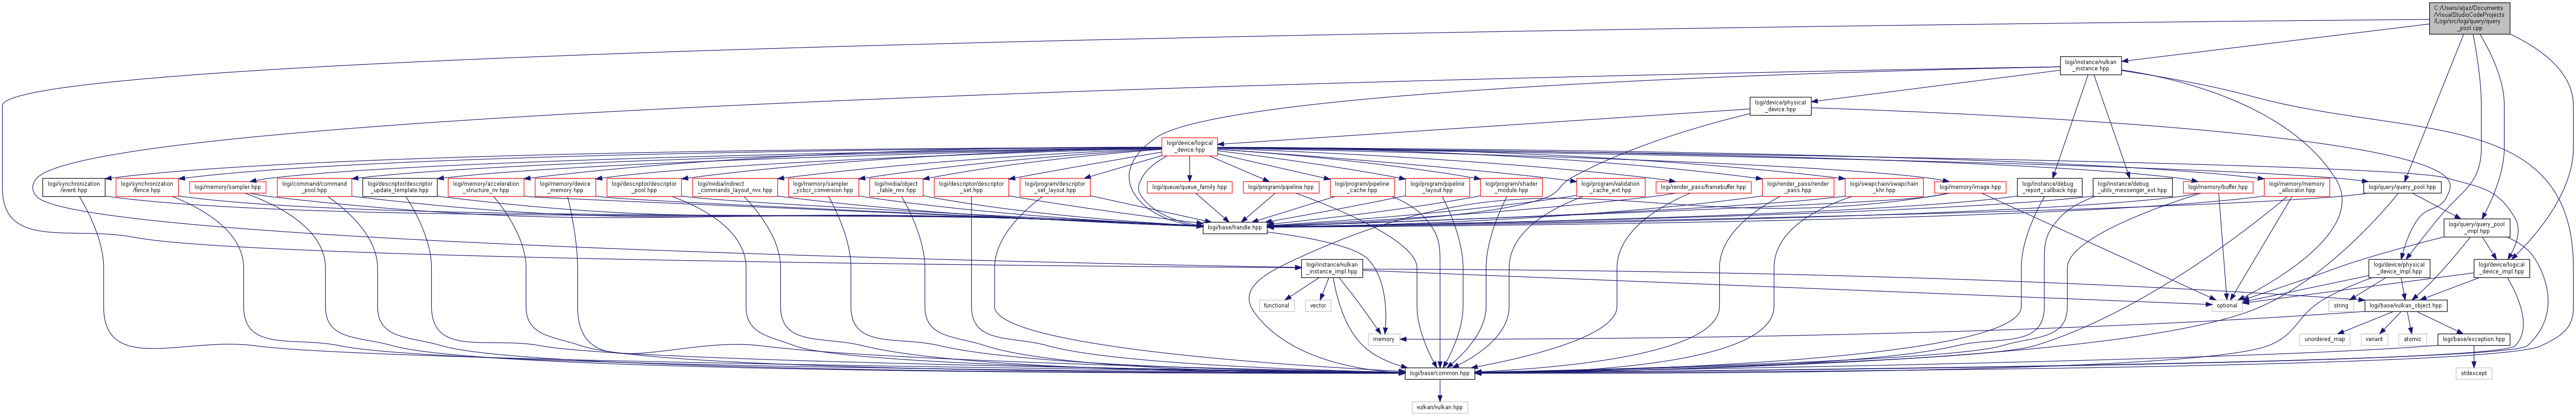 C:/Users/aljaz/Documents
/VisualStudioCodeProjects
/Logi/src/logi/query/query
_pool.cpp
logi/instance/vulkan
_instance.hpp
logi/device/physical
_device.hpp
logi/device/logical
_device.hpp
logi/synchronization
/event.hpp
logi/synchronization
/fence.hpp
logi/memory/sampler.hpp
logi/command/command
_pool.hpp
logi/descriptor/descriptor
_update_template.hpp
logi/memory/acceleration
_structure_nv.hpp
logi/memory/device
_memory.hpp
logi/descriptor/descriptor
_pool.hpp
logi/nvidia/indirect
_commands_layout_nvx.hpp
logi/memory/sampler
_ycbcr_conversion.hpp
logi/nvidia/object
_table_nvx.hpp
logi/descriptor/descriptor
_set.hpp
logi/program/descriptor
_set_layout.hpp
logi/queue/queue_family.hpp
logi/program/pipeline.hpp
logi/program/pipeline
_cache.hpp
logi/program/pipeline
_layout.hpp
logi/program/shader
_module.hpp
logi/program/validation
_cache_ext.hpp
logi/render_pass/framebuffer.hpp
logi/render_pass/render
_pass.hpp
logi/swapchain/swapchain
_khr.hpp
logi/memory/image.hpp
logi/instance/debug
_report_callback.hpp
logi/instance/debug
_utils_messenger_ext.hpp
logi/memory/buffer.hpp
logi/memory/memory
_allocator.hpp
logi/query/query_pool.hpp
logi/base/handle.hpp
logi/query/query_pool
_impl.hpp
logi/instance/vulkan
_instance_impl.hpp
logi/device/physical
_device_impl.hpp
logi/device/logical
_device_impl.hpp
functional
vector
optional
string
logi/base/vulkan_object.hpp
memory
unordered_map
variant
atomic
logi/base/exception.hpp
logi/base/common.hpp
stdexcept
vulkan/vulkan.hpp